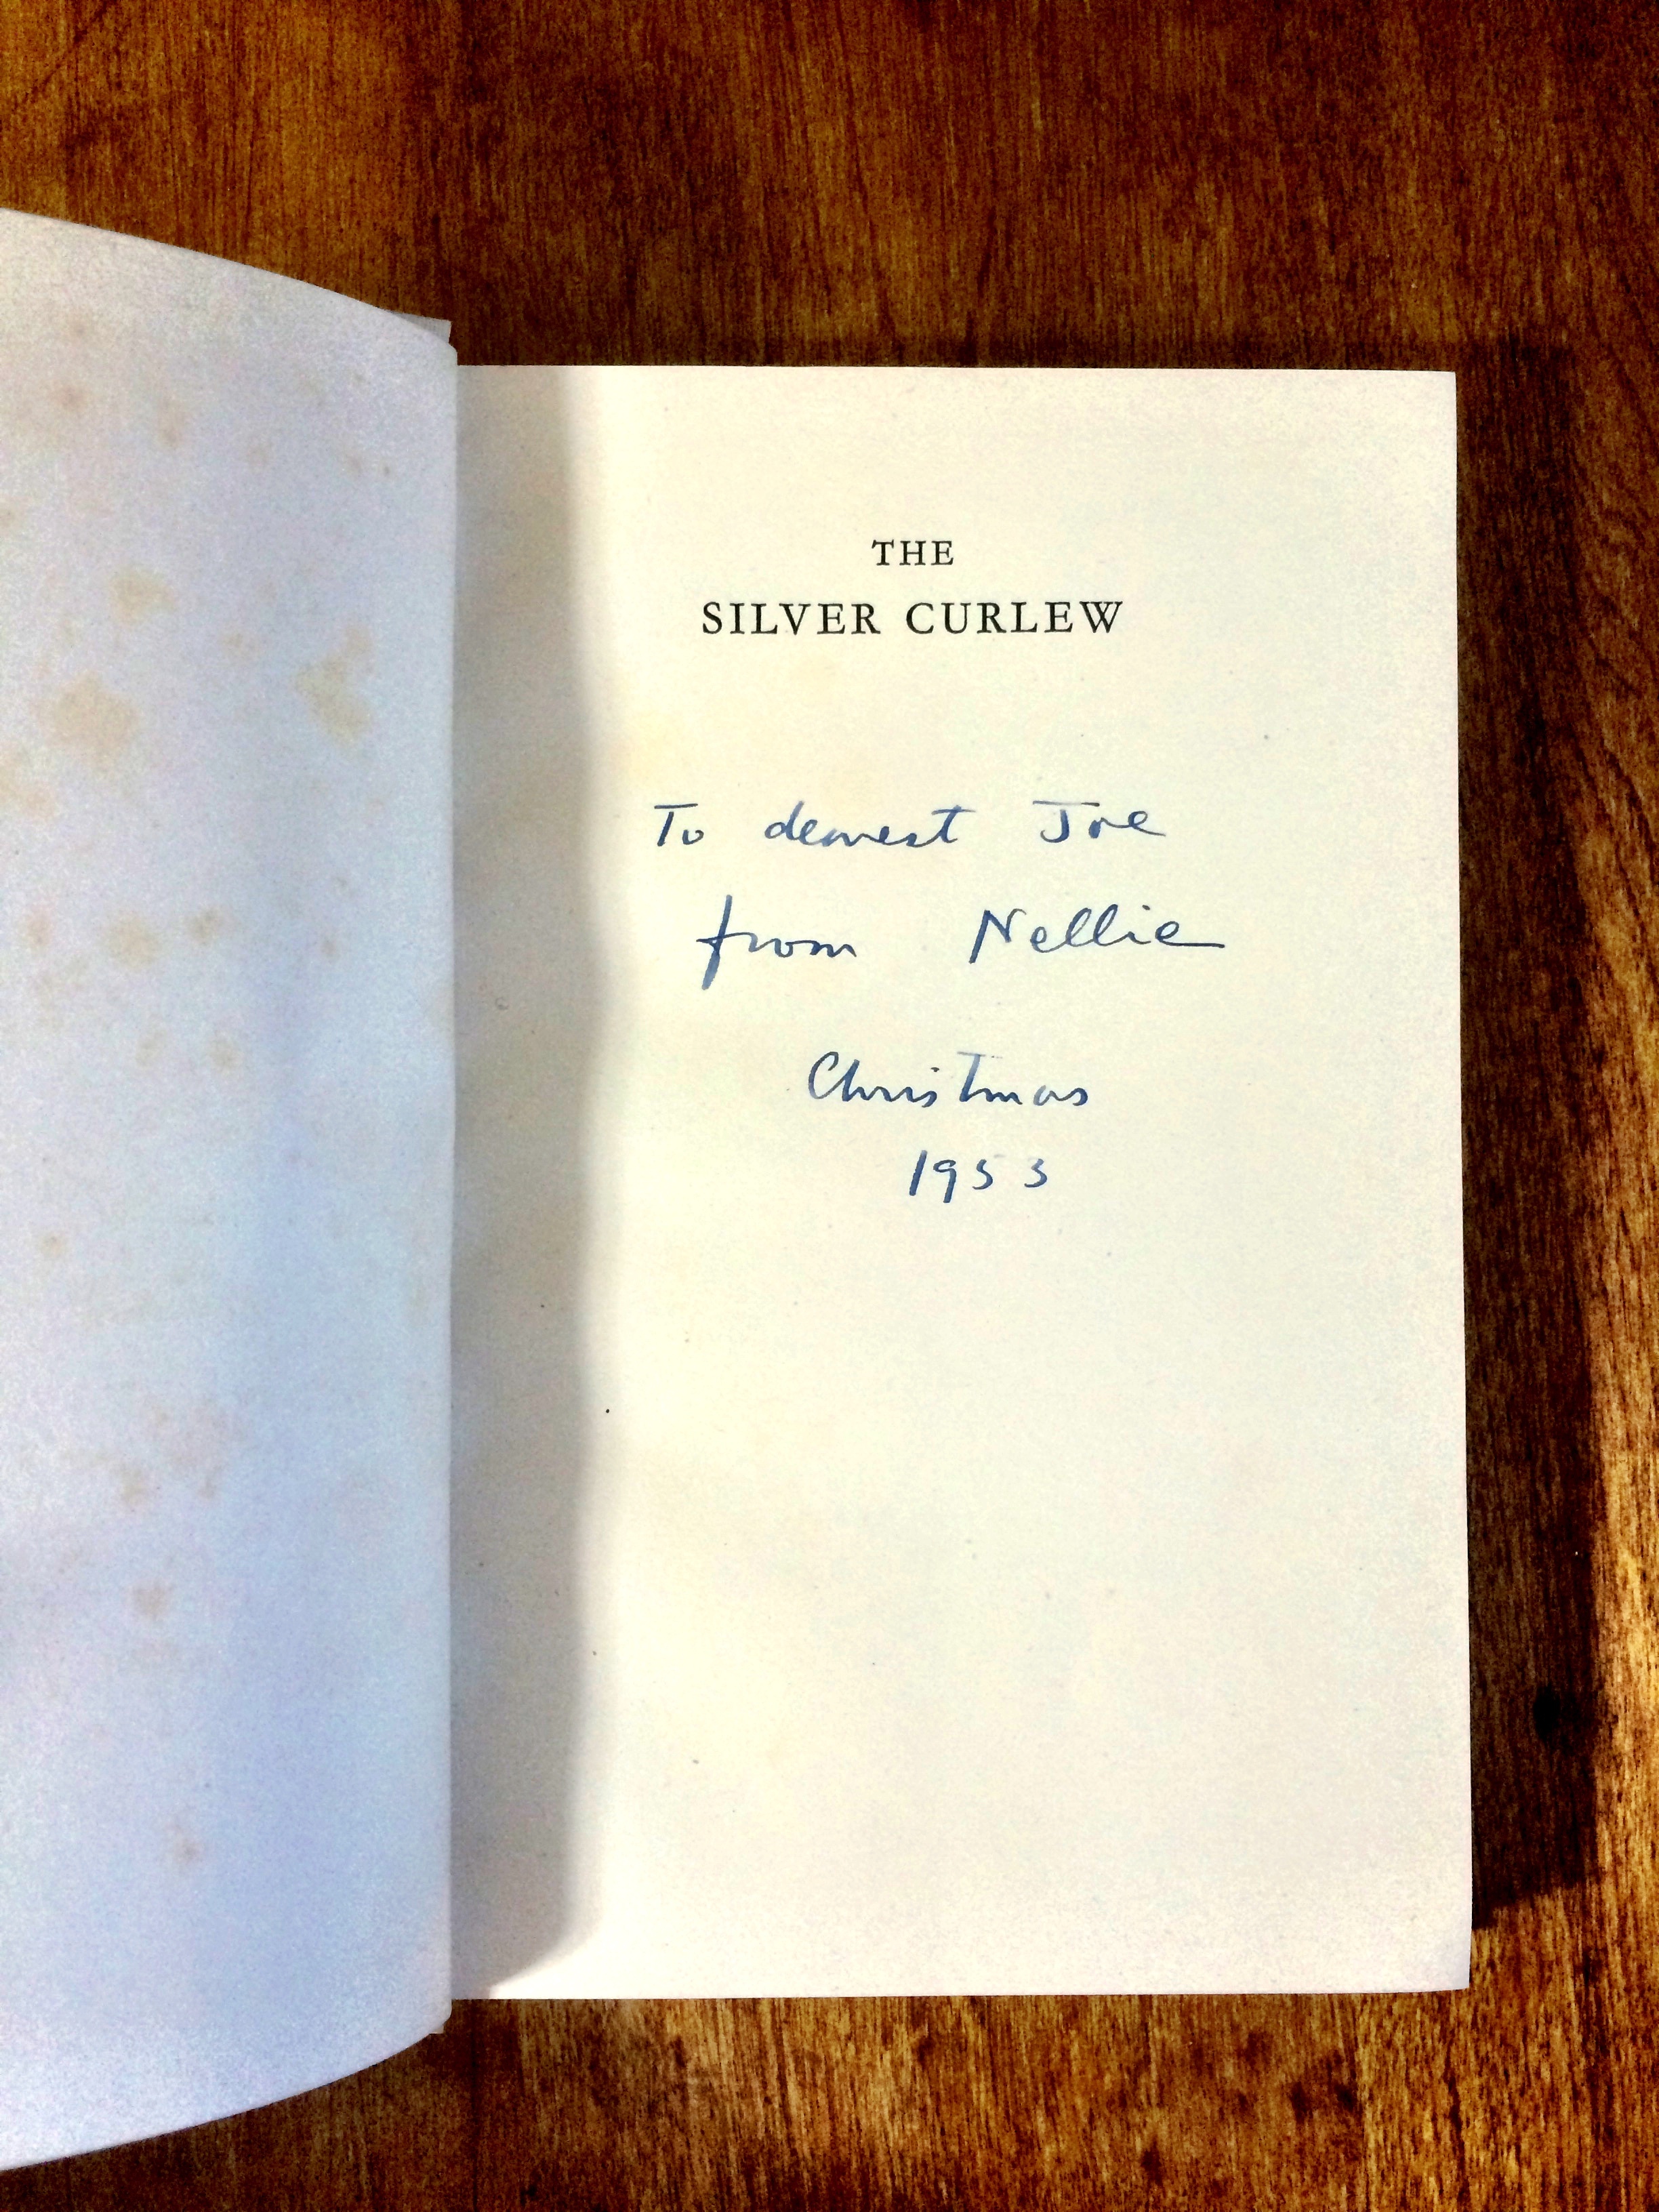 THE
SILVER CURLEW
To dearest Joe
from Nellie
Christmas
1953